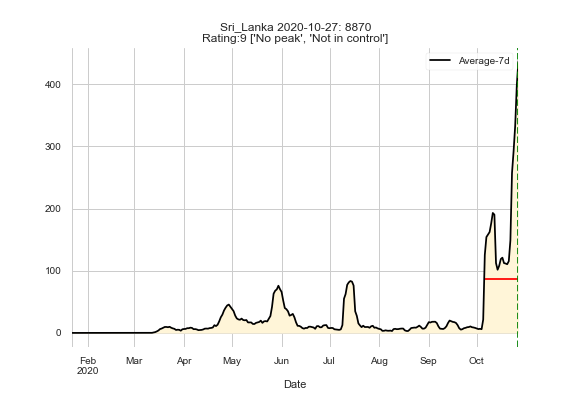 Sri_Lanka 2020-10-27: 8870
Rating:9 ['No peak', 'Not in control']
Average-7d
400
300
200
100
0
Feb Mar Apr May Jun Jul Aug Sep Oct
2020
Date